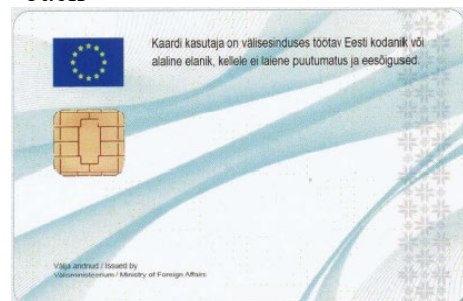 Kaardi kasutaja on välisesinduses töötav Eesti kodanik või
alaline elanik, kellele ei laiene puutumatus ja eesõigused.
Välja andnud / Issued by
Välisministeerium / Ministry of Foreign Affairs